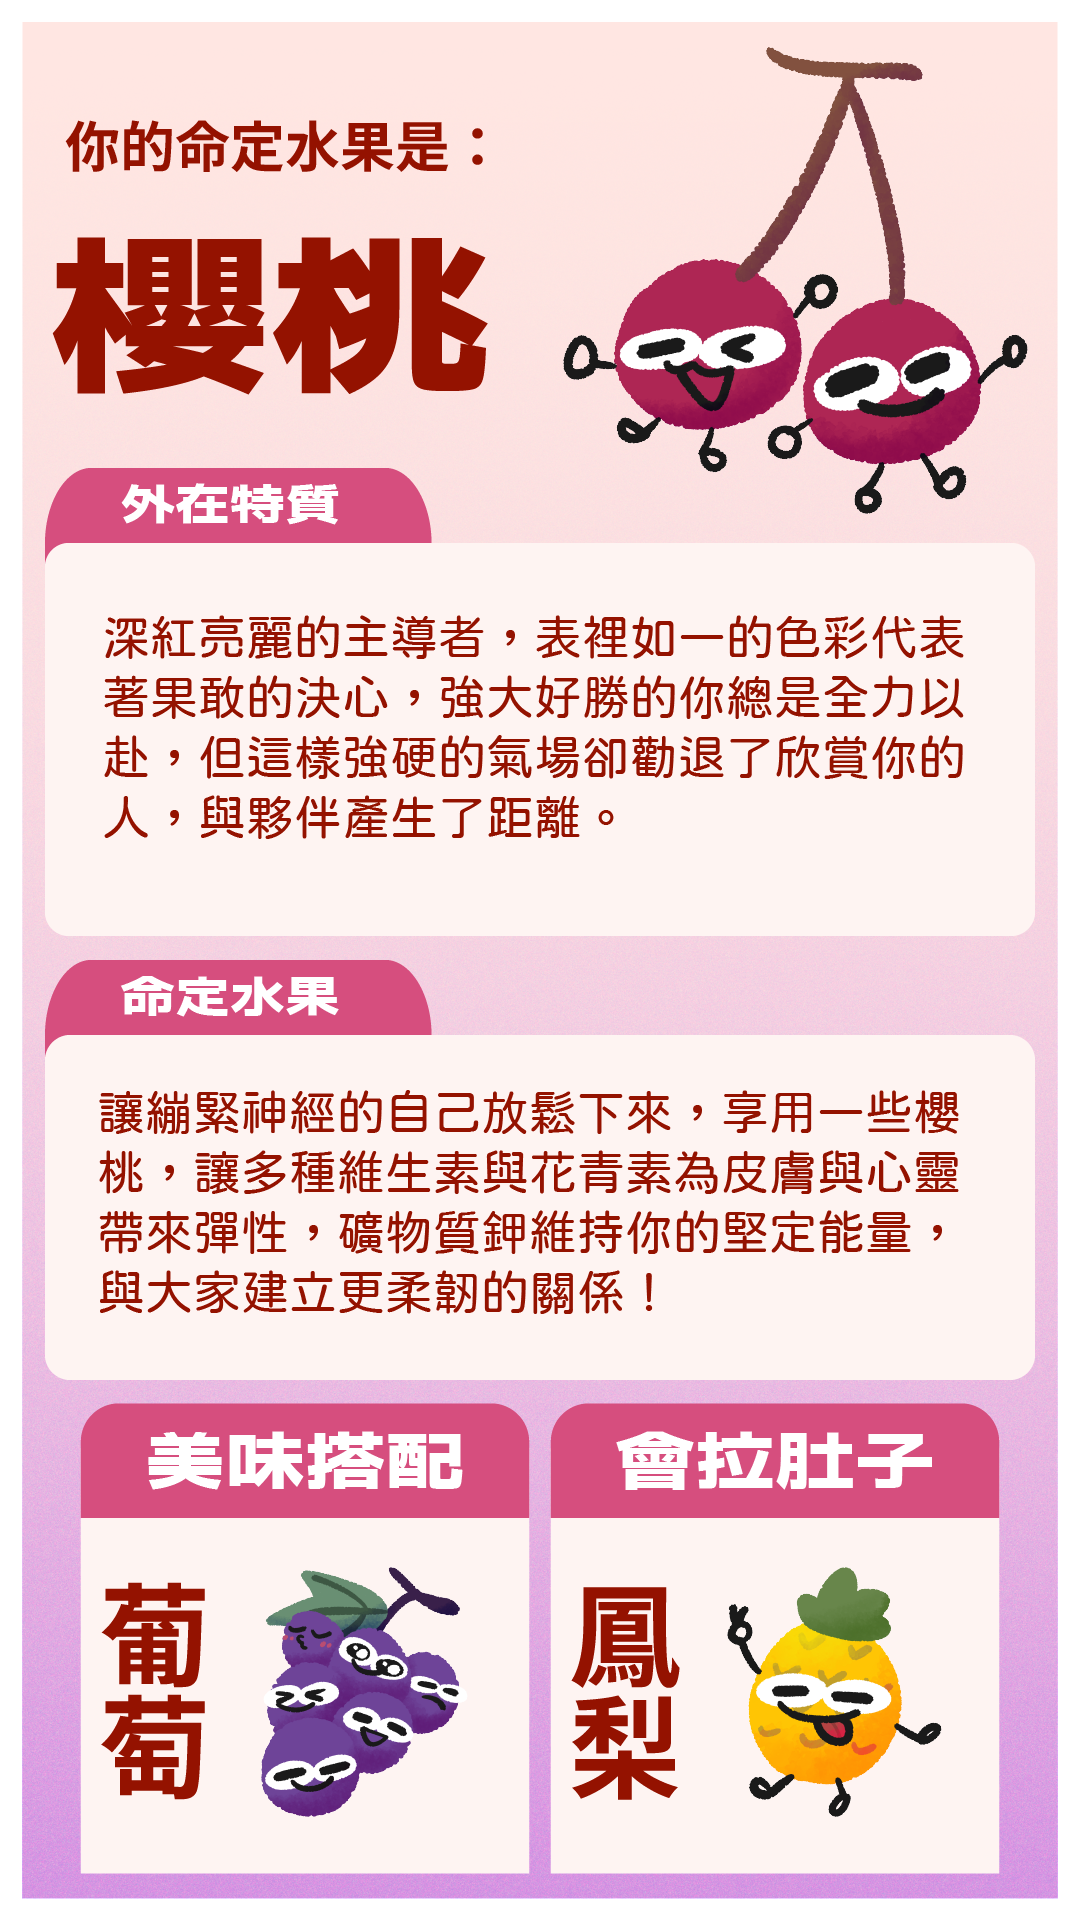 你的命定水果是：
櫻桃
外在特質
深紅亮麗的主導者，表裡如一的色彩代表
著果敢的決心，強大好勝的你總是全力以
赴，但這樣強硬的氣場卻勸退了欣賞你的
人，與夥伴產生了距離。
命定水果
讓繃緊神經的自己放鬆下來，享用一些櫻
桃，讓多種維生素與花青素為皮膚與心靈
帶來彈性，礦物質鉀維持你的堅定能量，
與大家建立更柔韌的關係！
美味搭配
葡萄
會拉肚子
鳳梨